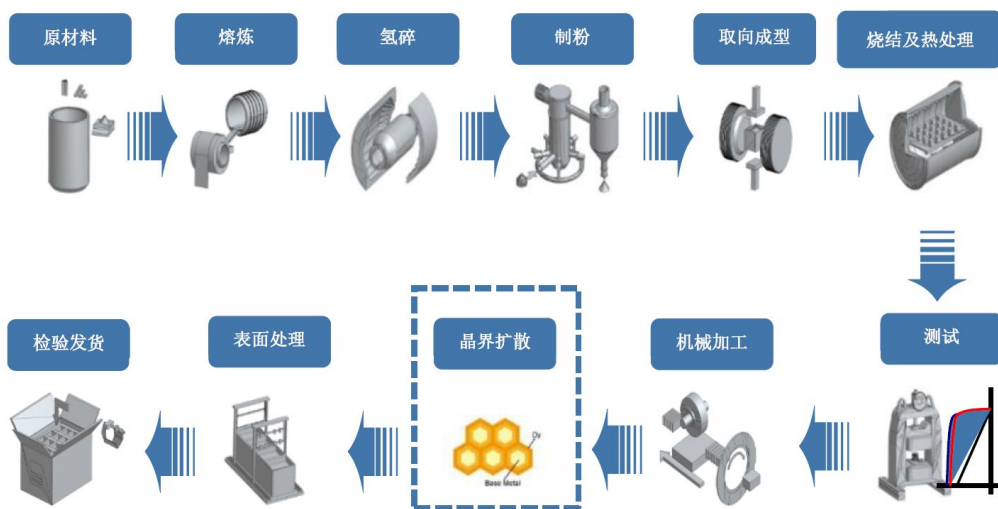 原材料
熔炼
氢碎
制粉
取向成型
烧结及热处理
检验发货
表面处理
晶界扩散
机械加工
测试
Dy
Base Metal